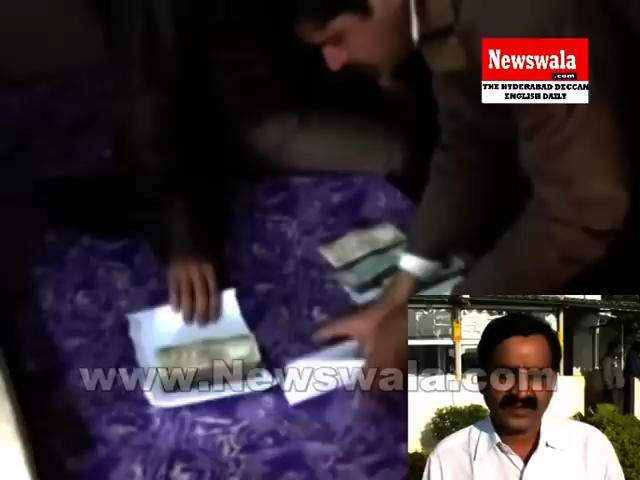 Newswala
.com
THE HYDERABAD DECCAN
ENGLISH DAILY
www.Newswala.com